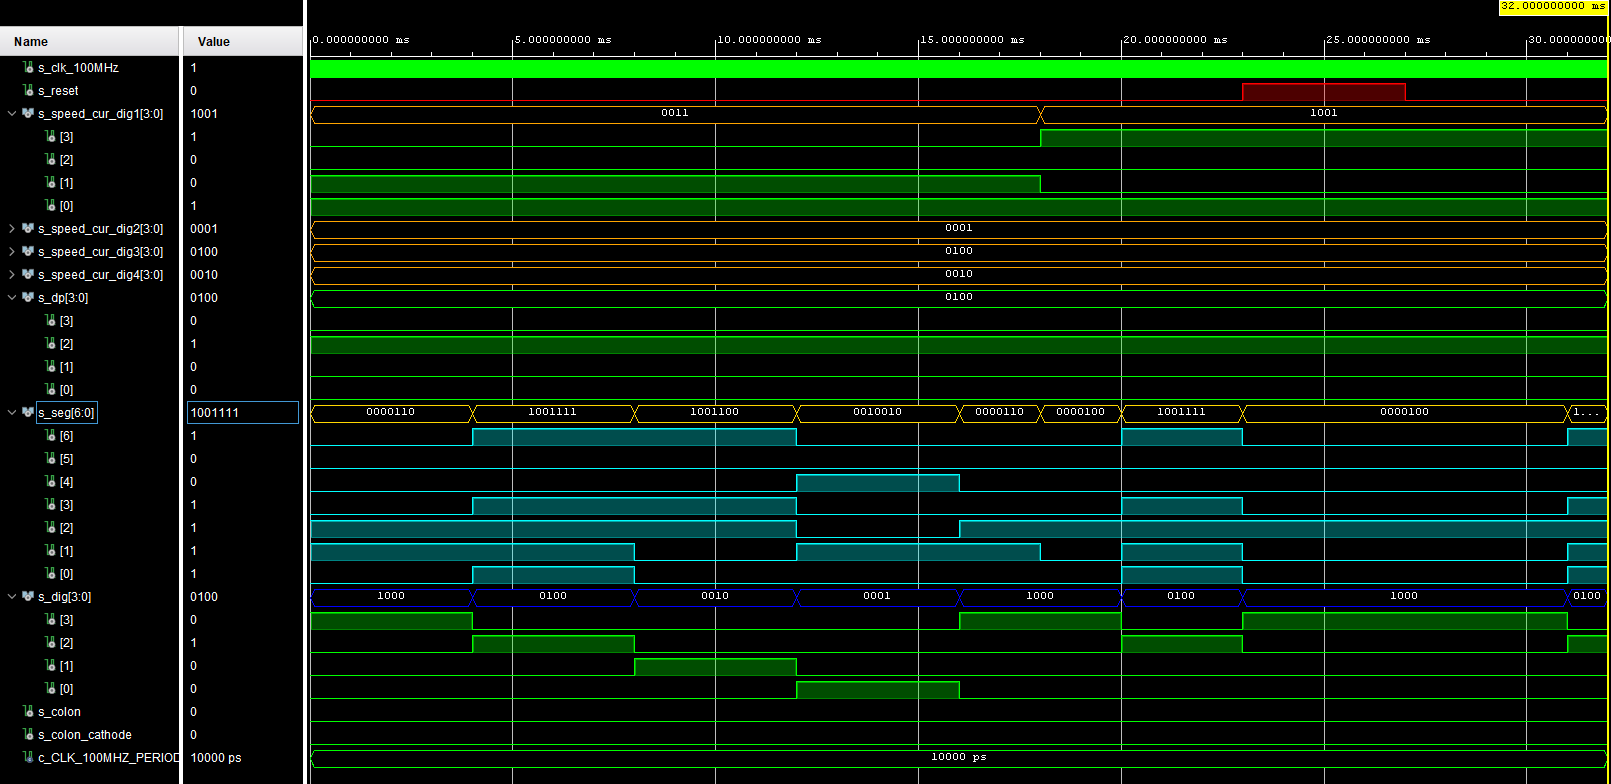 32.000000000 ms
Name Value 0.000000000 ms 5.000000000 ms 10.000000000 ms 15.000000000 ms 20.000000000 ms 25.000000000 ms 30.0000000
s_clk_100MHz 1
s_reset 0
s_speed_cur_dig1[3:0] 1001 0011 1001
[3] 1
[2] 0
[1] 0
[0] 1
s_speed_cur_dig2[3:0] 0001 0001
s_speed_cur_dig3[3:0] 0100 0100
s_speed_cur_dig4[3:0] 0010 0010
s_dp[3:0] 0100 0100
[3] 0
[2] 1
[1] 0
[0] 0
s_seg[6:0] 1001111 0000110 1001111 1001100 0010010 0000110 0000100 1001111 0000100 1...
[6] 1
[5] 0
[4] 0
[3] 1
[2] 1
[1] 1
[0] 1
s_dig[3:0] 0100 1000 0100 0010 0001 1000 0100 1000 0100
[3] 0
[2] 1
[1] 0
[0] 0
s_colon 0
s_colon_cathode 0
c_CLK_100MHZ_PERIOD 10000 ps 10000 ps